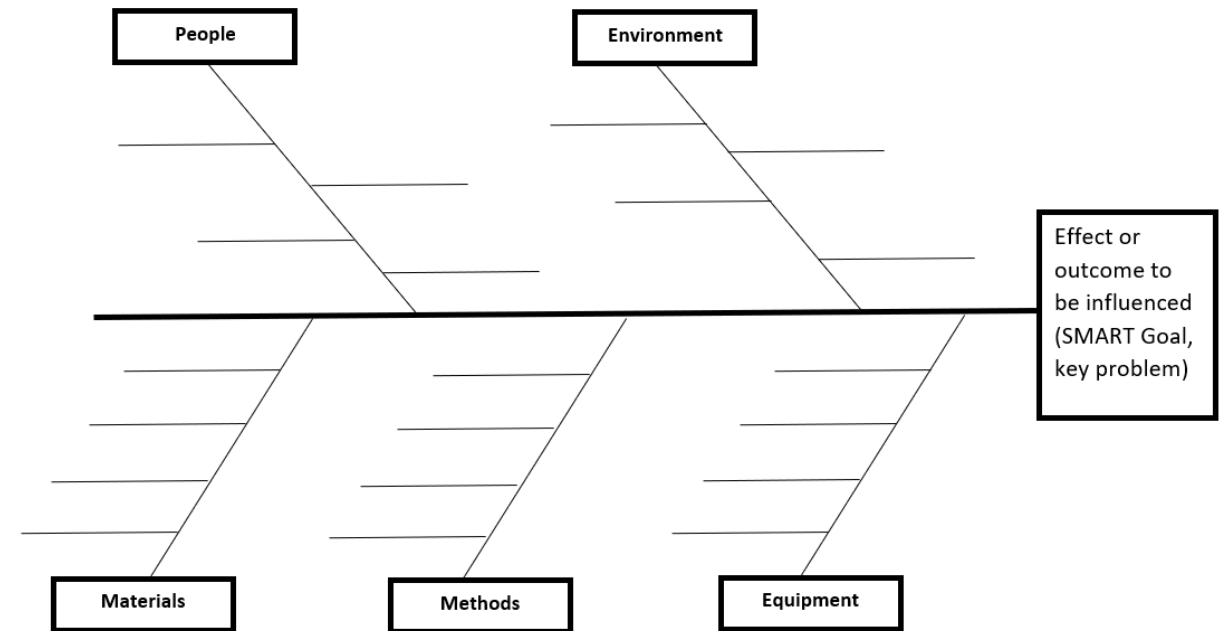 People
Environment
Effect or
outcome to
be influenced
(SMART Goal,
key problem)
Materials
Methods
Equipment